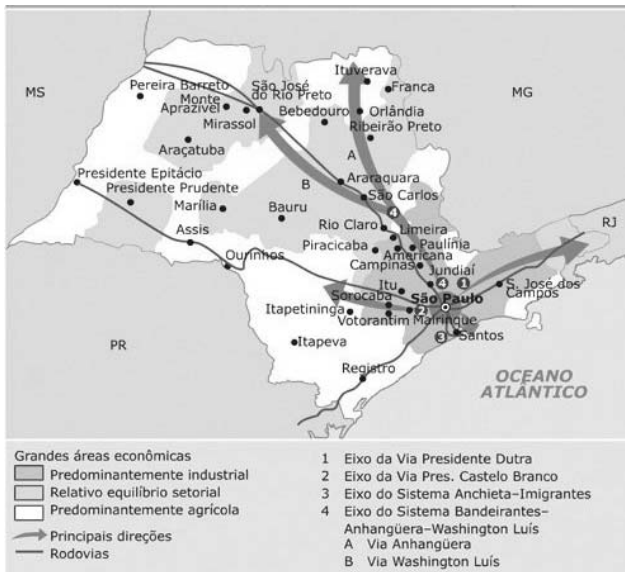 MS
MG
RJ
PR
Ituverava
Franca
Pereira Barreto
São José
do Rio Preto
Monte
Aprazível
Mirassol
Bebedouro
Orlândia
Ribeirão Preto
Araçatuba
A
B
Araraquara
São Carlos
Presidente Epitácio
Presidente Prudente
Marília
Bauru
4
Rio Claro
Limeira
Assis
Piracicaba
Paulínia
Americana
Campinas
Ourinhos
Jundiaí
Itu
4
1
Sorocaba
São Paulo
S. José dos
Campos
Itapetininga
2
Votorantim
Mairinque
3
Santos
Itapeva
Registro
OCEANO
ATLÂNTICO
Grandes áreas econômicas
Predominantemente industrial
Relativo equilíbrio setorial
Predominantemente agrícola
Principais direções
Rodovias
1 Eixo da Via Presidente Dutra
2 Eixo da Via Pres. Castelo Branco
3 Eixo do Sistema Anchieta–Imigrantes
4 Eixo do Sistema Bandeirantes–
Anhangüera–Washington Luís
A Via Anhangüera
B Via Washington Luís